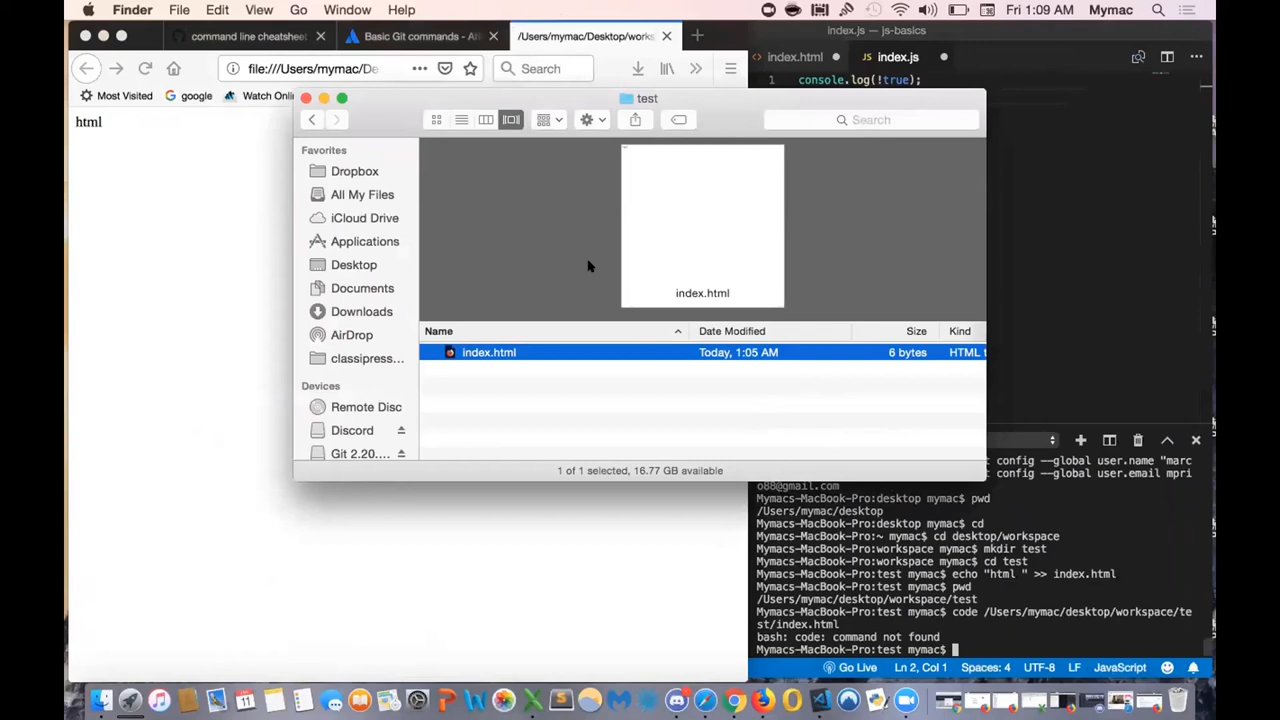 Finder File Edit View Go Window Help
Fri 1:09 AM Mymac
command line cheatsheet
Basic Git commands - Atl
/Users/mymac/Desktop/works
index.js — js-basics
file:///Users/mymac/De
Search
index.html
JS index.js
Most Visited
google
Watch Onli
1 console.log(!true);
html
test
Search
Favorites
Dropbox
All My Files
iCloud Drive
Applications
Desktop
Documents
Downloads
AirDrop
classipress...
Devices
Remote Disc
Discord
Git 2.20....
index.html
Name Date Modified Size Kind
index.html Today, 1:05 AM 6 bytes HTML t
1 of 1 selected, 16.77 GB available
t config --global user.name "marc
t config --global user.email mpri
o88@gmail.com
Mymacs-MacBook-Pro:desktop mymac$ pwd
/Users/mymac/desktop
Mymacs-MacBook-Pro:desktop mymac$ cd
Mymacs-MacBook-Pro:~ mymac$ cd desktop/workspace
Mymacs-MacBook-Pro:workspace mymac$ mkdir test
Mymacs-MacBook-Pro:workspace mymac$ cd test
Mymacs-MacBook-Pro:test mymac$ echo "html " >> index.html
Mymacs-MacBook-Pro:test mymac$ pwd
/Users/mymac/desktop/workspace/test
Mymacs-MacBook-Pro:test mymac$ code /Users/mymac/desktop/workspace/te
st/index.html
bash: code: command not found
Mymacs-MacBook-Pro:test mymac$
Go Live Ln 2, Col 1 Spaces: 4 UTF-8 LF JavaScript